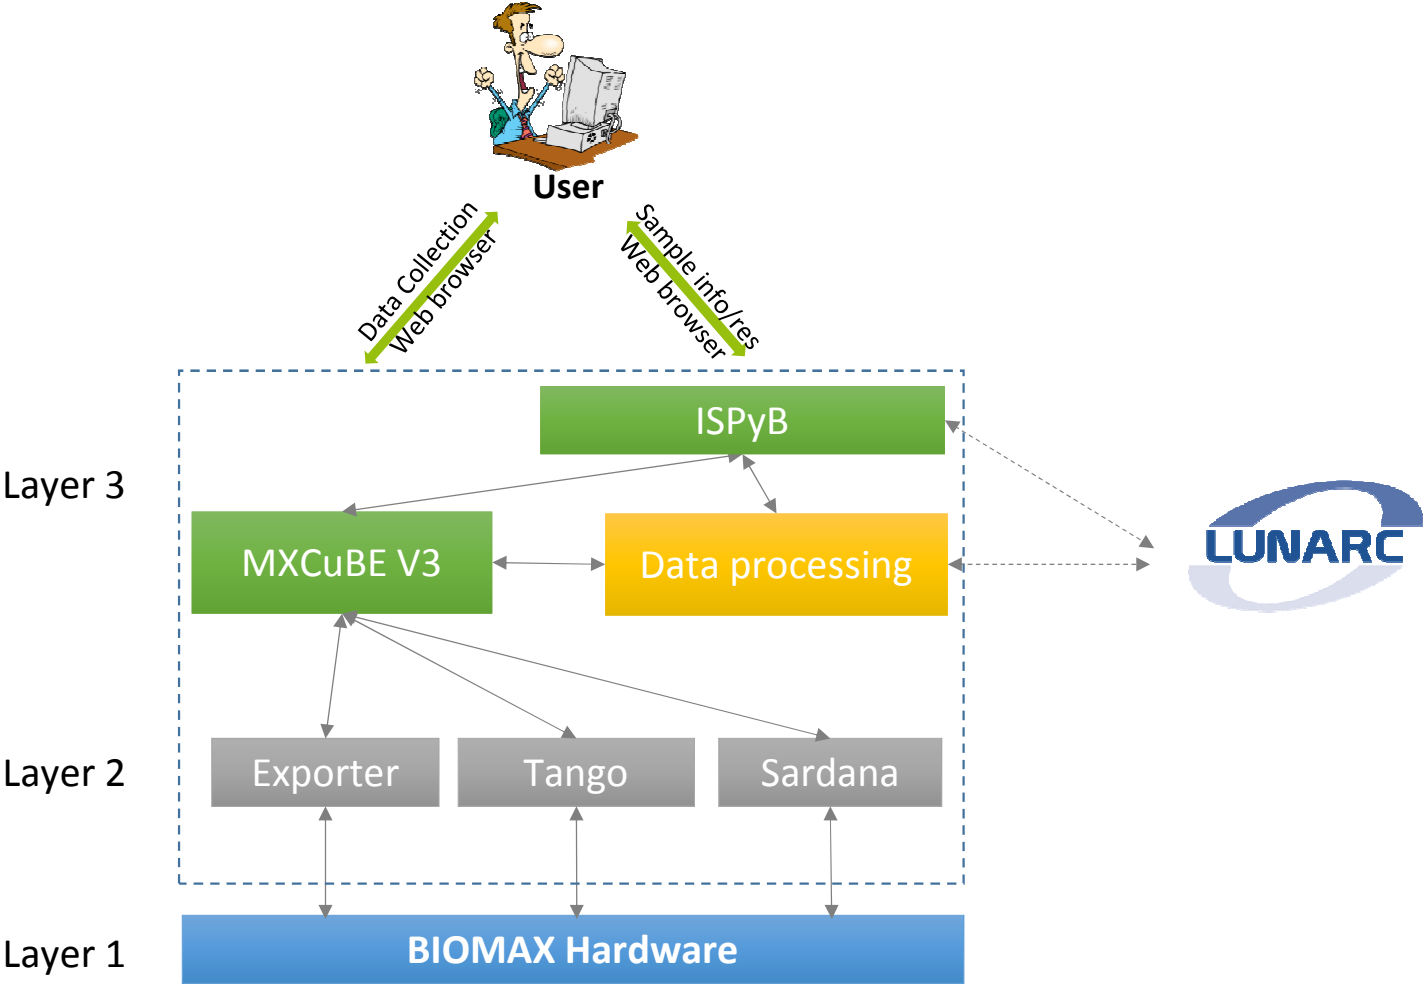 User
Data Collection
Web browser
Sample info/res
Web browser
ISPyB
Layer 3
MXCuBE V3
Data processing
LUNARC
Layer 2
Exporter
Tango
Sardana
Layer 1
BIOMAX Hardware